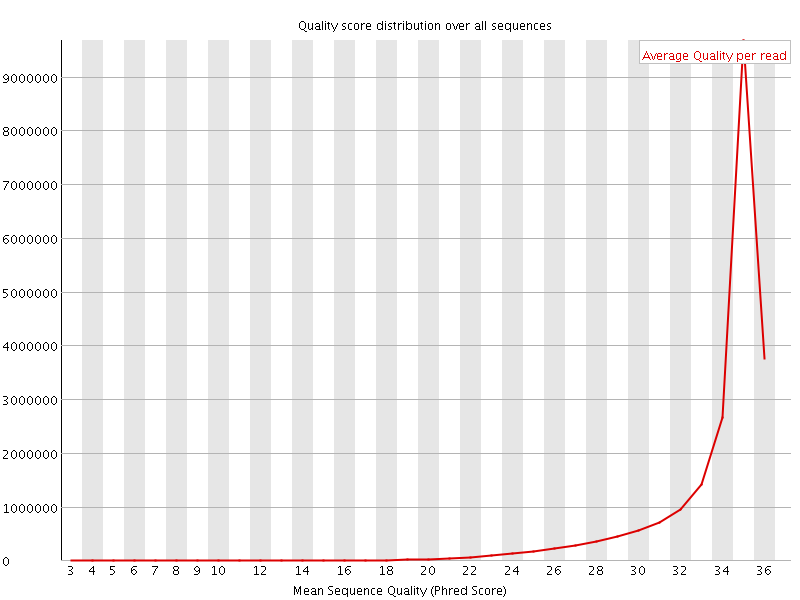 Quality score distribution over all sequences
Average Quality per read
9000000
8000000
7000000
6000000
5000000
4000000
3000000
2000000
1000000
0
3 4 5 6 7 8 9 10 12 14 16 18 20 22 24 26 28 30 32 34 36
Mean Sequence Quality (Phred Score)